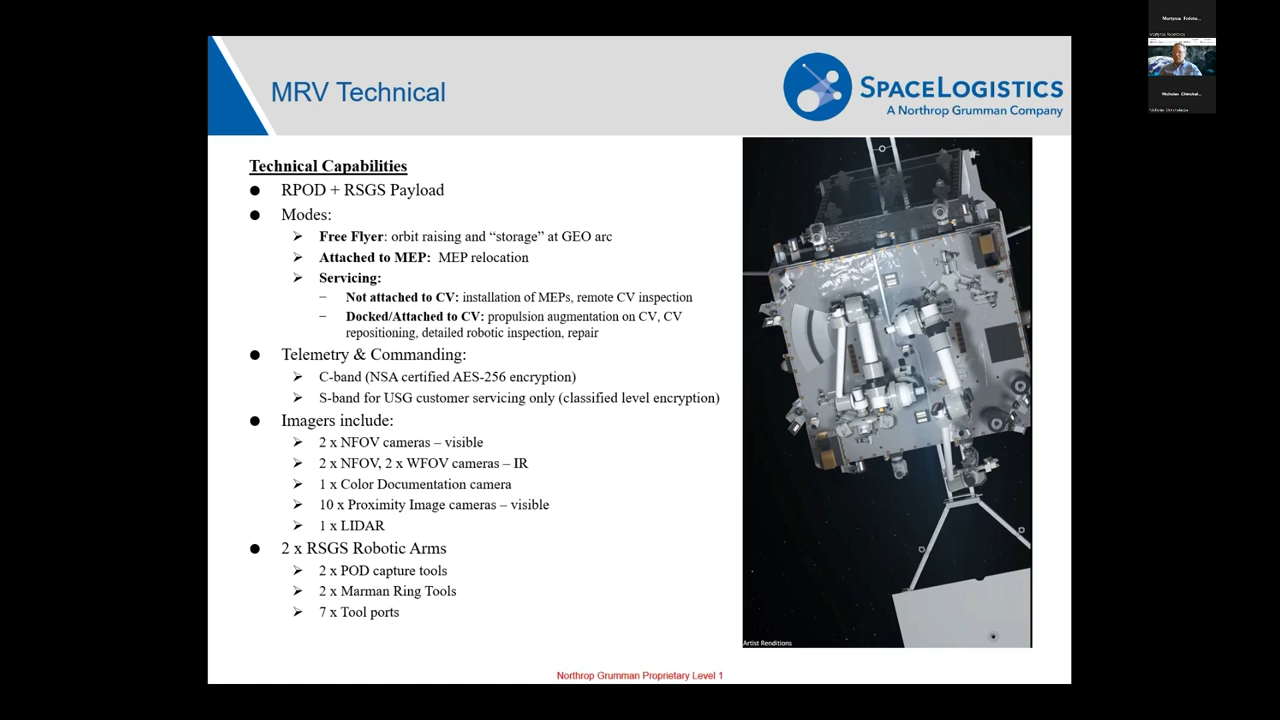 MRV Technical
SPACELOGISTICS
A Northrop Grumman Company
Technical Capabilities
● RPOD + RSGS Payload
● Modes:
➢ Free Flyer: orbit raising and “storage” at GEO arc
➢ Attached to MEP: MEP relocation
➢ Servicing:
– Not attached to CV: installation of MEPs, remote CV inspection
– Docked/Attached to CV: propulsion augmentation on CV, CV
repositioning, detailed robotic inspection, repair
● Telemetry & Commanding:
➢ C-band (NSA certified AES-256 encryption)
➢ S-band for USG customer servicing only (classified level encryption)
● Imagers include:
➢ 2 x NFOV cameras – visible
➢ 2 x NFOV, 2 x WFOV cameras – IR
➢ 1 x Color Documentation camera
➢ 10 x Proximity Image cameras – visible
➢ 1 x LIDAR
● 2 x RSGS Robotic Arms
➢ 2 x POD capture tools
➢ 2 x Marman Ring Tools
➢ 7 x Tool ports
Artist Renditions
Northrop Grumman Proprietary Level 1